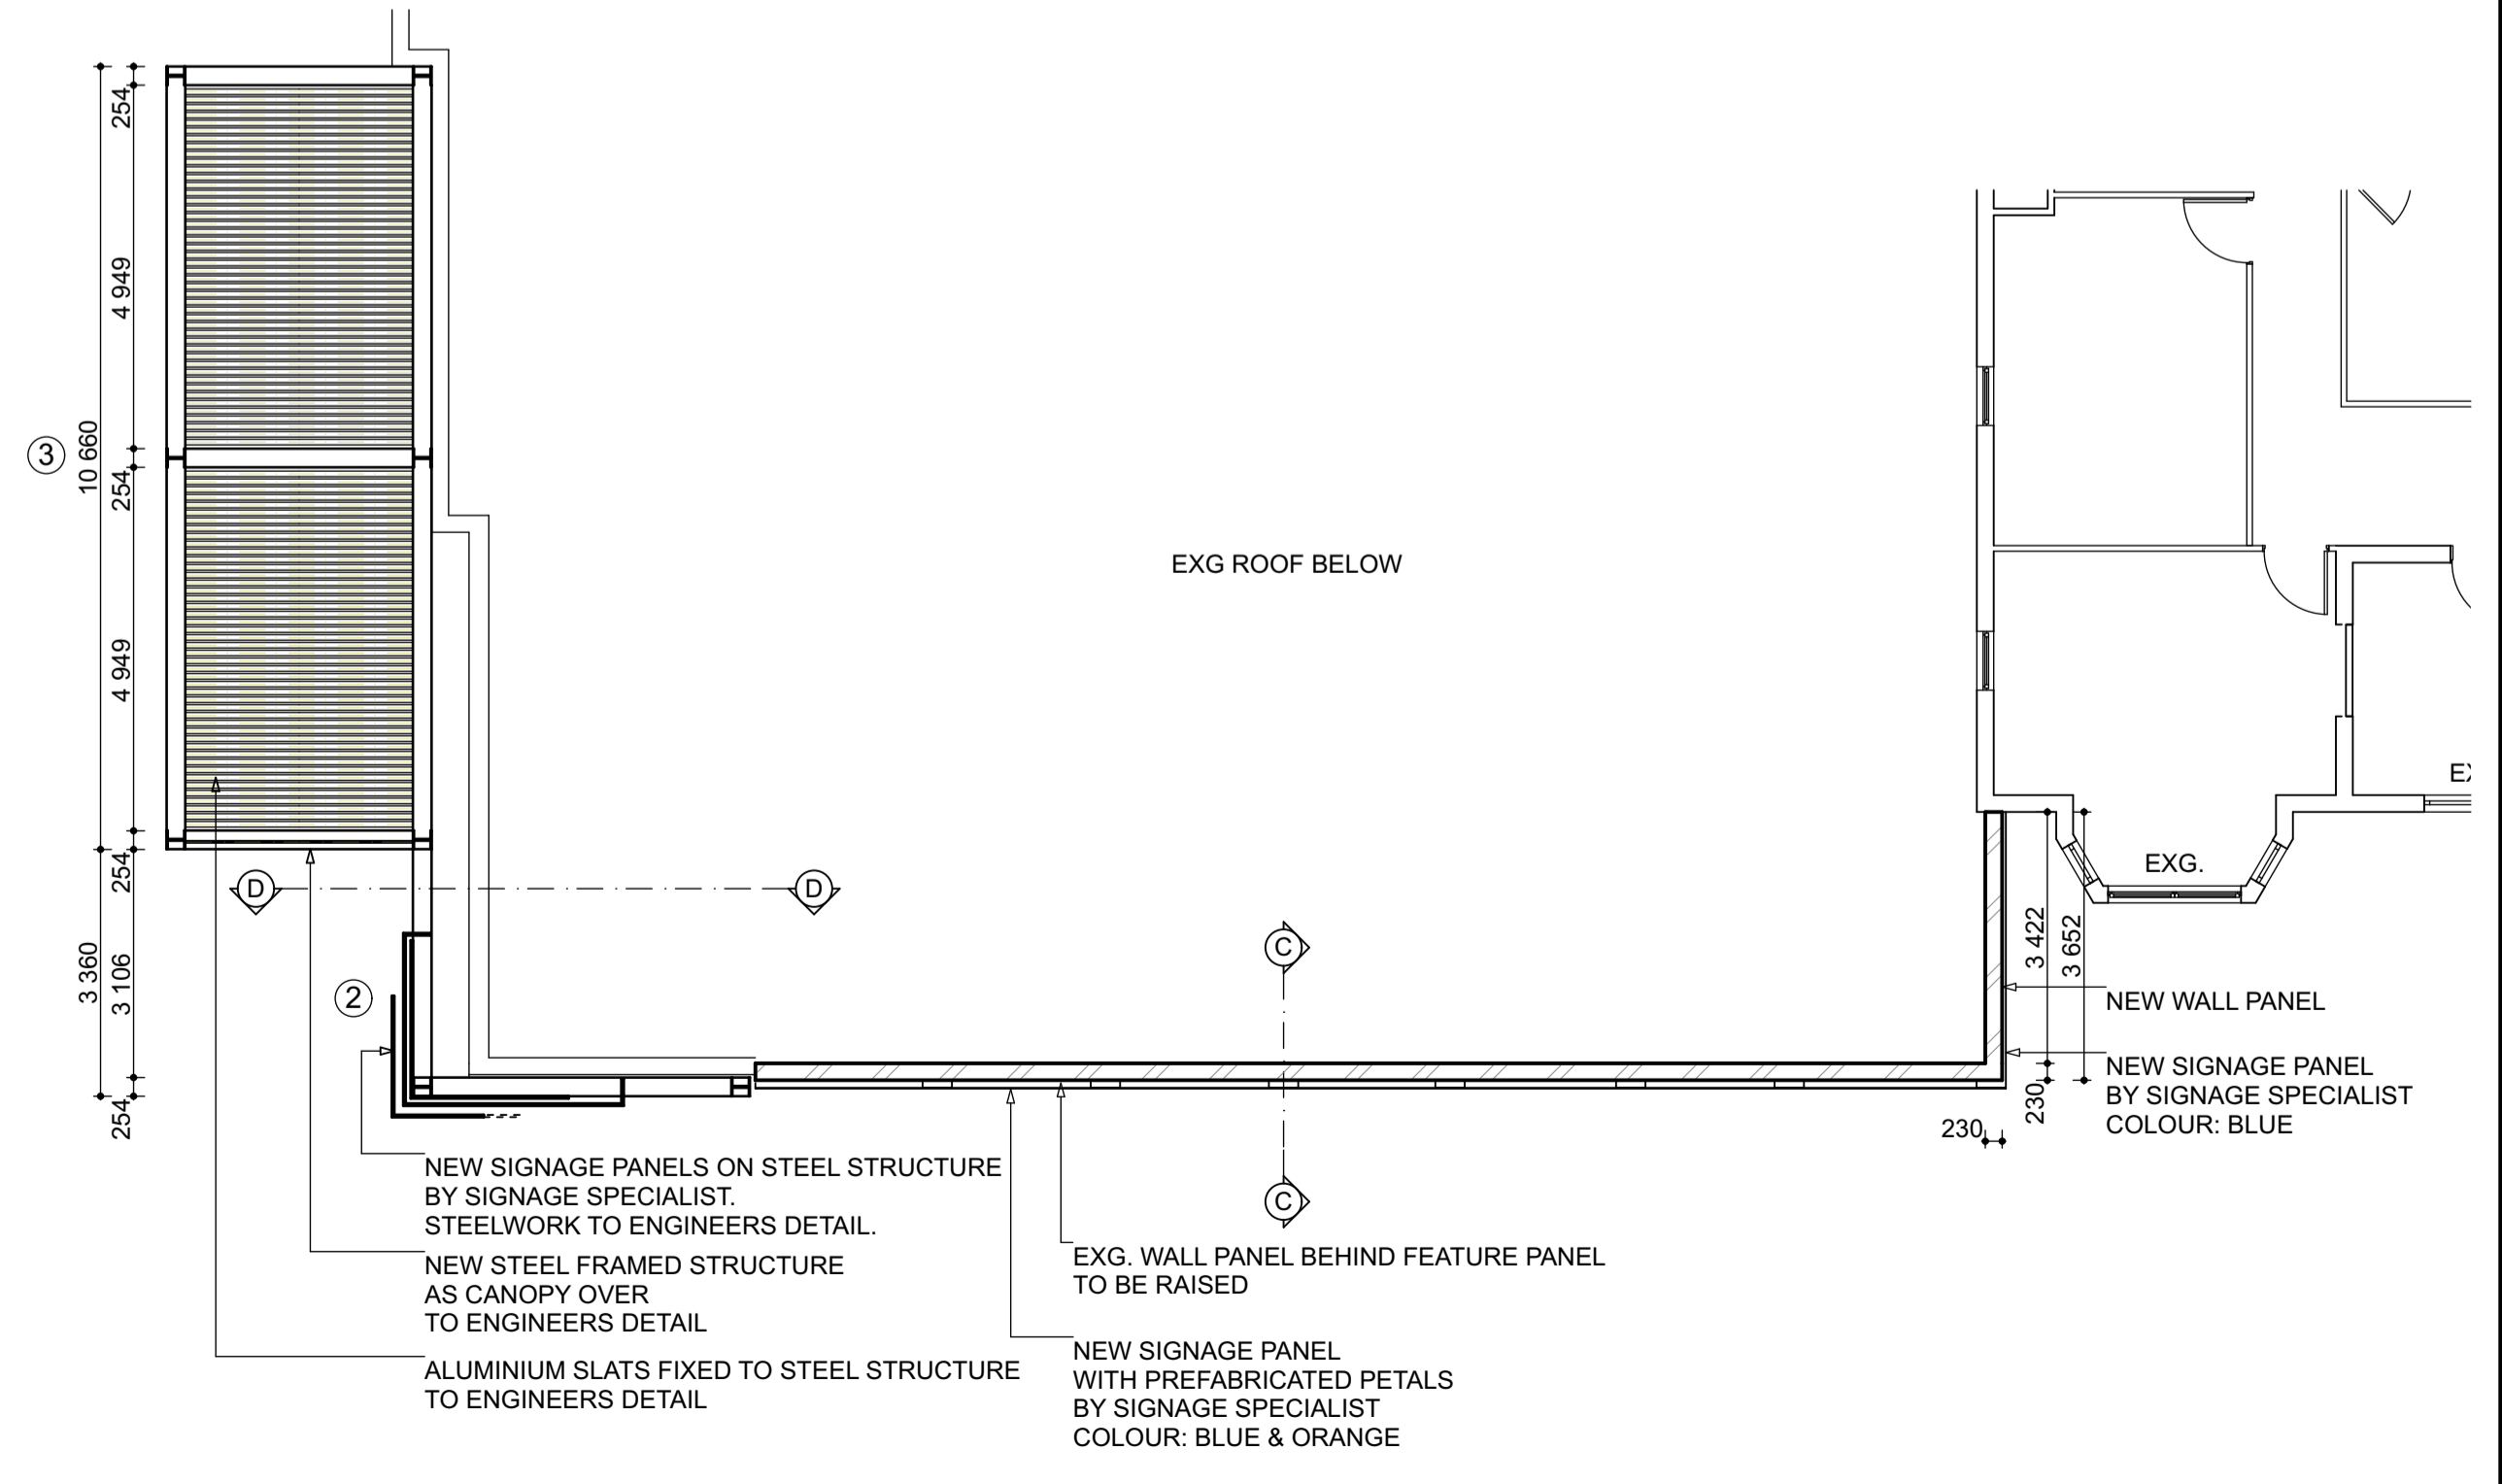 254
4 949
10 660
3
254
4 949
254
3 360
3 106
254
EXG ROOF BELOW
EXG.
D
D
2
C
C
3 422
3 652
230
230
NEW WALL PANEL
NEW SIGNAGE PANEL
BY SIGNAGE SPECIALIST
COLOUR: BLUE
NEW SIGNAGE PANELS ON STEEL STRUCTURE
BY SIGNAGE SPECIALIST.
STEELWORK TO ENGINEERS DETAIL.
NEW STEEL FRAMED STRUCTURE
AS CANOPY OVER
TO ENGINEERS DETAIL
ALUMINIUM SLATS FIXED TO STEEL STRUCTURE
TO ENGINEERS DETAIL
EXG. WALL PANEL BEHIND FEATURE PANEL
TO BE RAISED
NEW SIGNAGE PANEL
WITH PREFABRICATED PETALS
BY SIGNAGE SPECIALIST
COLOUR: BLUE & ORANGE